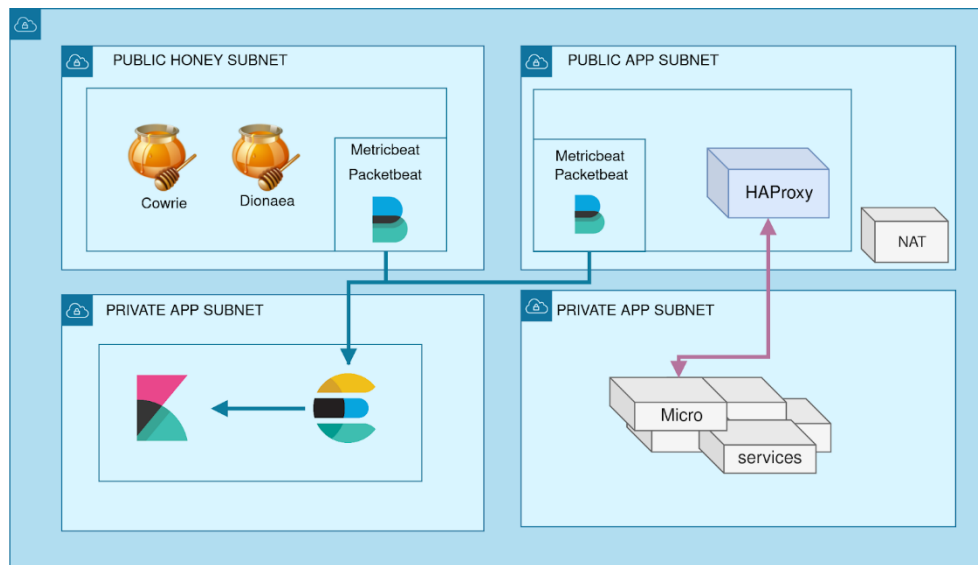 PUBLIC HONEY SUBNET
Cowrie
Dionaea
Metricbeat
Packetbeat
PUBLIC APP SUBNET
Metricbeat
Packetbeat
HAProxy
NAT
PRIVATE APP SUBNET
PRIVATE APP SUBNET
Micro
services